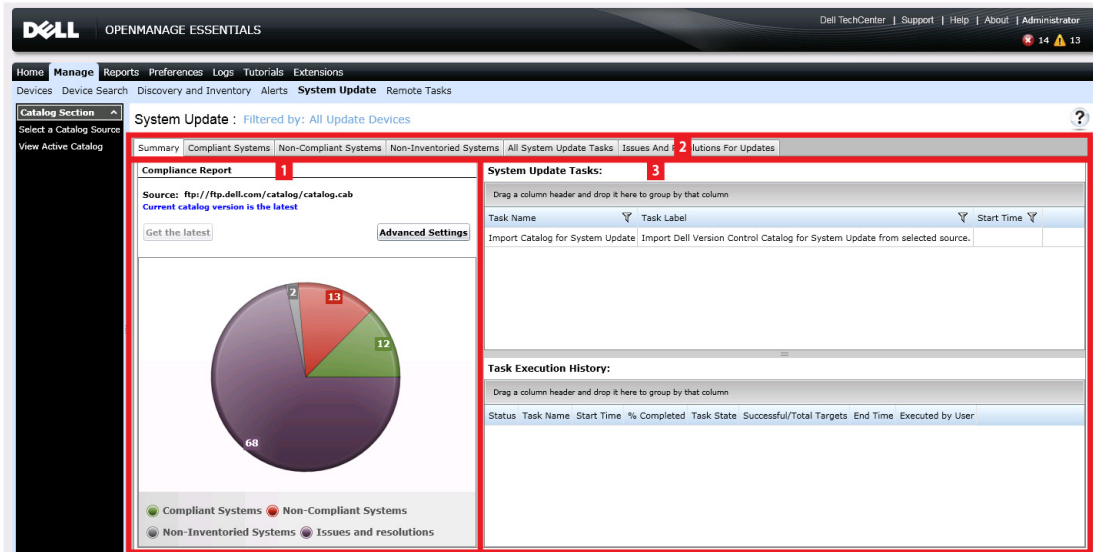 DELL OPENMANAGE ESSENTIALS
Dell TechCenter | Support | Help | About | Administrator
14 13
Home Manage Reports Preferences Logs Tutorials Extensions
Devices Device Search Discovery and Inventory Alerts System Update Remote Tasks
Catalog Section
Select a Catalog Source
View Active Catalog
System Update : Filtered by: All Update Devices
?
Summary Compliant Systems Non-Compliant Systems Non-Inventoried Systems All System Update Tasks Issues And 2 lutions For Updates
Compliance Report 1
Source: ftp://ftp.dell.com/catalog/catalog.cab
Current catalog version is the latest
Get the latest Advanced Settings
2
13
12
68
Compliant Systems Non-Compliant Systems
Non-Inventoried Systems Issues and resolutions
System Update Tasks: 3
Drag a column header and drop it here to group by that column
Task Name Task Label Start Time
Import Catalog for System Update Import Dell Version Control Catalog for System Update from selected source.
Task Execution History:
Drag a column header and drop it here to group by that column
Status Task Name Start Time % Completed Task State Successful/Total Targets End Time Executed by User